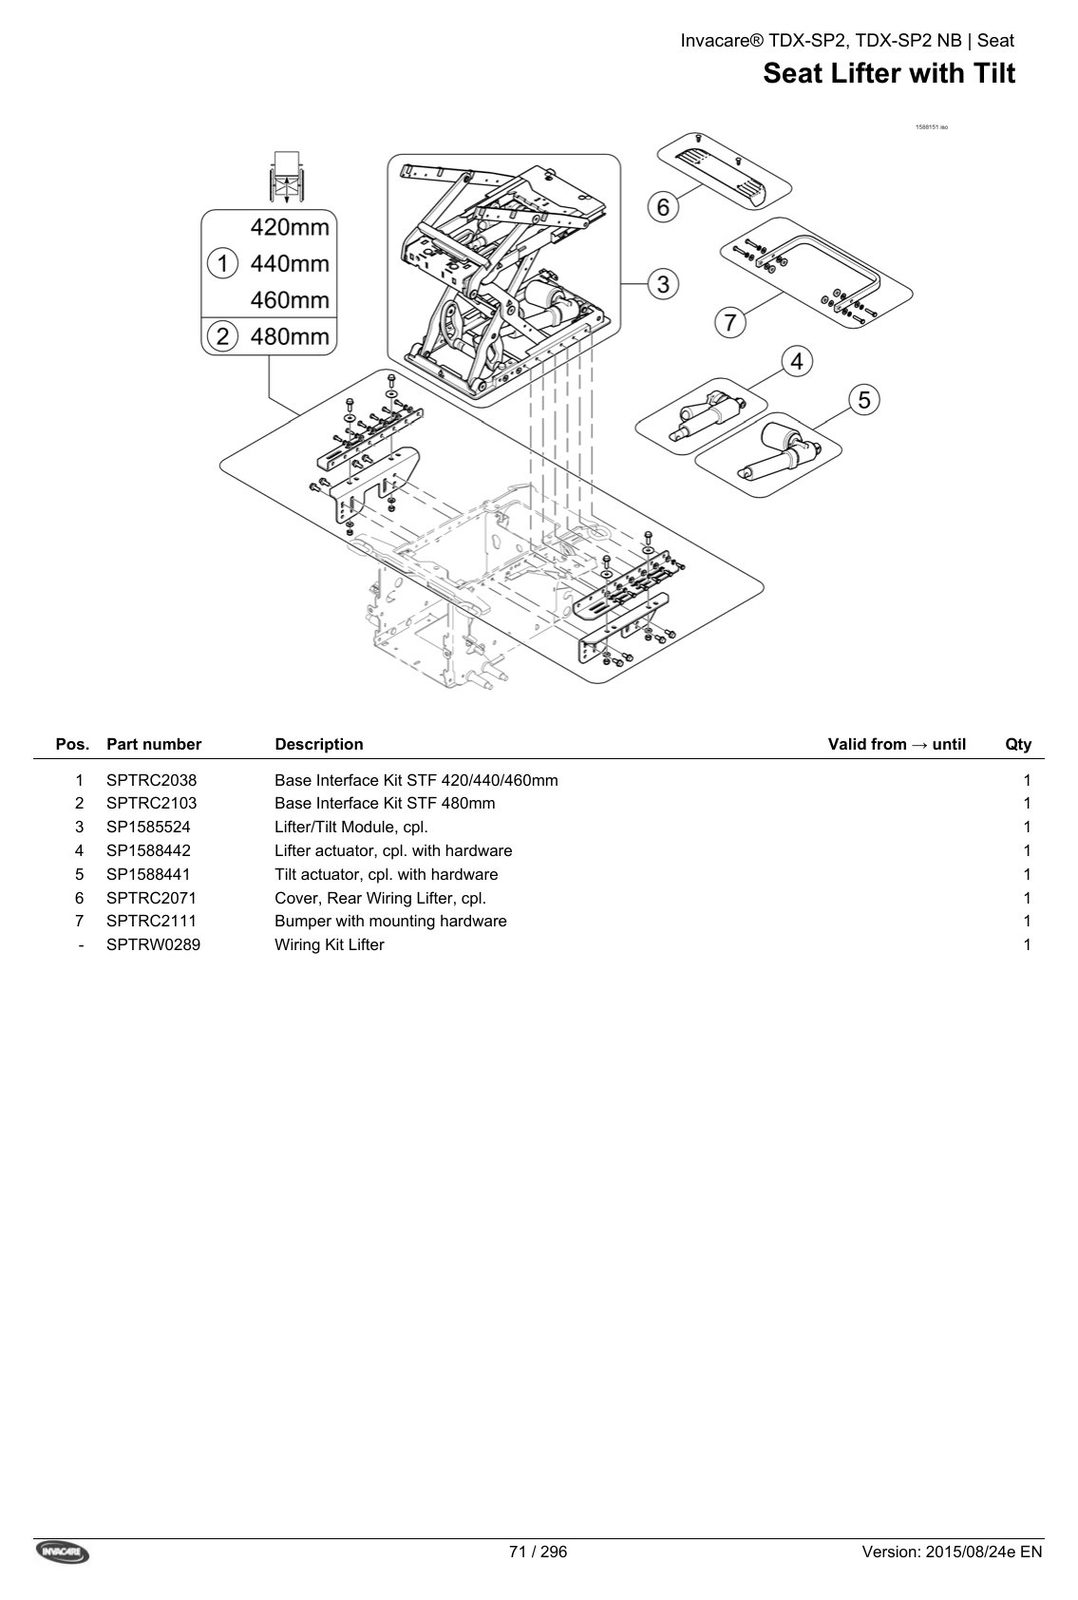 Invacare® TDX-SP2, TDX-SP2 NB | Seat
Seat Lifter with Tilt
1588151.iso
420mm
1 440mm
460mm
2 480mm
3
6
7
4
5
Pos. Part number Description Valid from → until Qty
1 SPTRC2038 Base Interface Kit STF 420/440/460mm 1
2 SPTRC2103 Base Interface Kit STF 480mm 1
3 SP1585524 Lifter/Tilt Module, cpl. 1
4 SP1588442 Lifter actuator, cpl. with hardware 1
5 SP1588441 Tilt actuator, cpl. with hardware 1
6 SPTRC2071 Cover, Rear Wiring Lifter, cpl. 1
7 SPTRC2111 Bumper with mounting hardware 1
- SPTRW0289 Wiring Kit Lifter 1
INVACARE 71 / 296 Version: 2015/08/24e EN